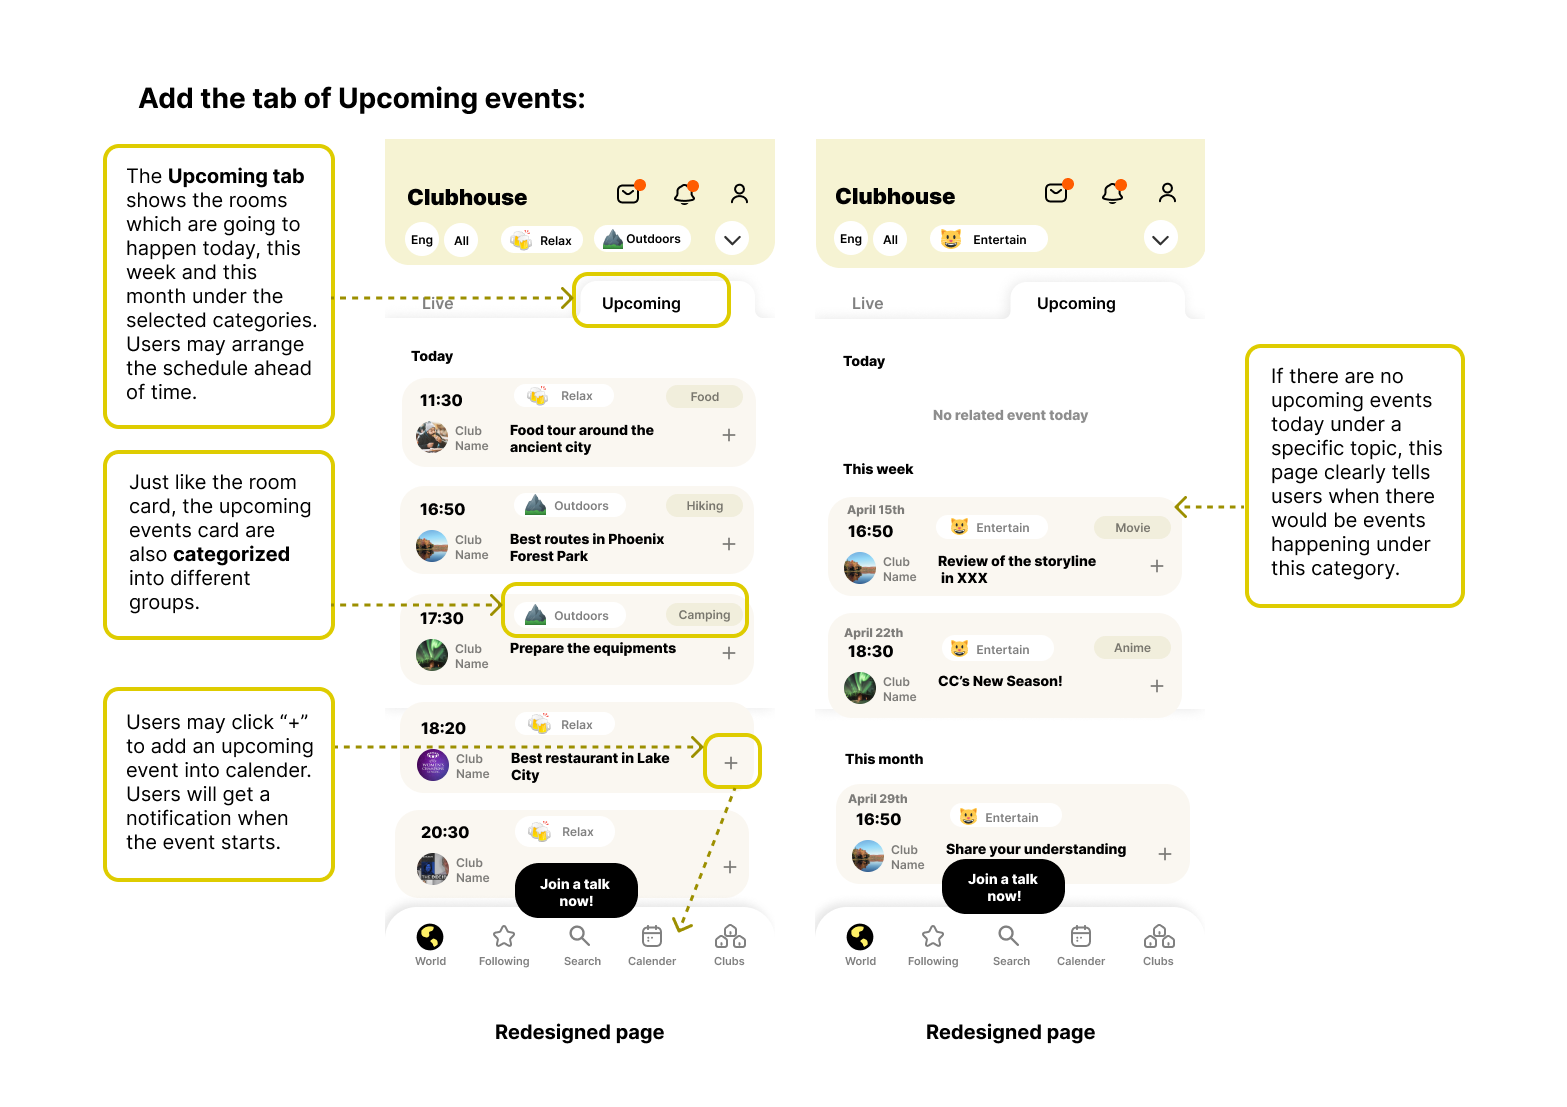 Add the tab of Upcoming events:
The Upcoming tab
shows the rooms
which are going to
happen today, this
week and this
month under the
selected categories.
Users may arrange
the schedule ahead
of time.
Just like the room
card, the upcoming
events card are
also categorized
into different
groups.
Users may click “+”
to add an upcoming
event into calender.
Users will get a
notification when
the event starts.
Clubhouse
Eng
All
Relax
Outdoors
Live
Upcoming
Today
11:30
Relax
Food
Club
Name
Food tour around the
ancient city
16:50
Outdoors
Hiking
Club
Name
Best routes in Phoenix
Forest Park
17:30
Outdoors
Camping
Club
Name
Prepare the equipments
18:20
Relax
Club
Name
Best restaurant in Lake
City
20:30
Relax
Club
Name
Join a talk
now!
World
Following
Search
Calender
Clubs
Redesigned page
Clubhouse
Eng
All
Entertain
Live
Upcoming
Today
No related event today
This week
April 15th
16:50
Entertain
Movie
Club
Name
Review of the storyline
in XXX
April 22th
18:30
Entertain
Anime
Club
Name
CC’s New Season!
This month
April 29th
16:50
Entertain
Club
Name
Share your understanding
Join a talk
now!
World
Following
Search
Calender
Clubs
Redesigned page
If there are no
upcoming events
today under a
specific topic, this
page clearly tells
users when there
would be events
happening under
this category.